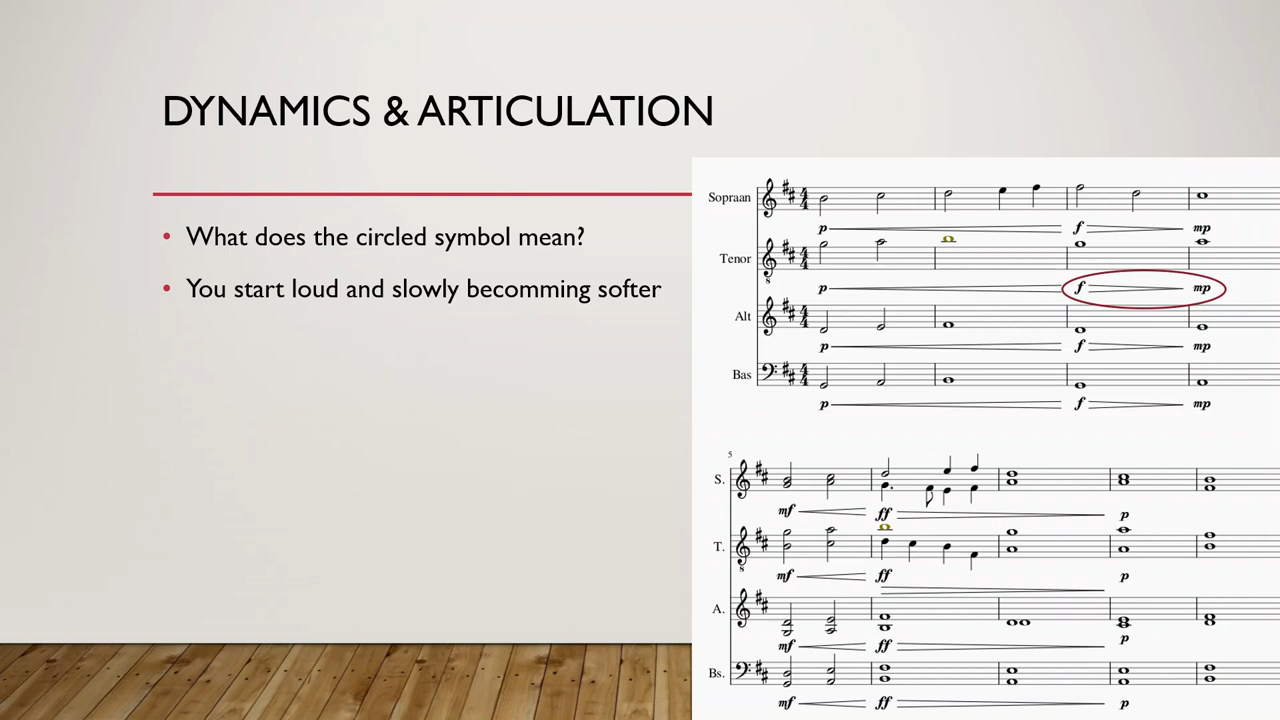 DYNAMICS & ARTICULATION
• What does the circled symbol mean?
• You start loud and slowly becomming softer
Sopraan
p f mp
Tenor
p f mp
Alt
p f mp
Bas
p f mp
5
S.
mf ff p
T.
mf ff p
A.
mf ff p
Bs.
mf ff p